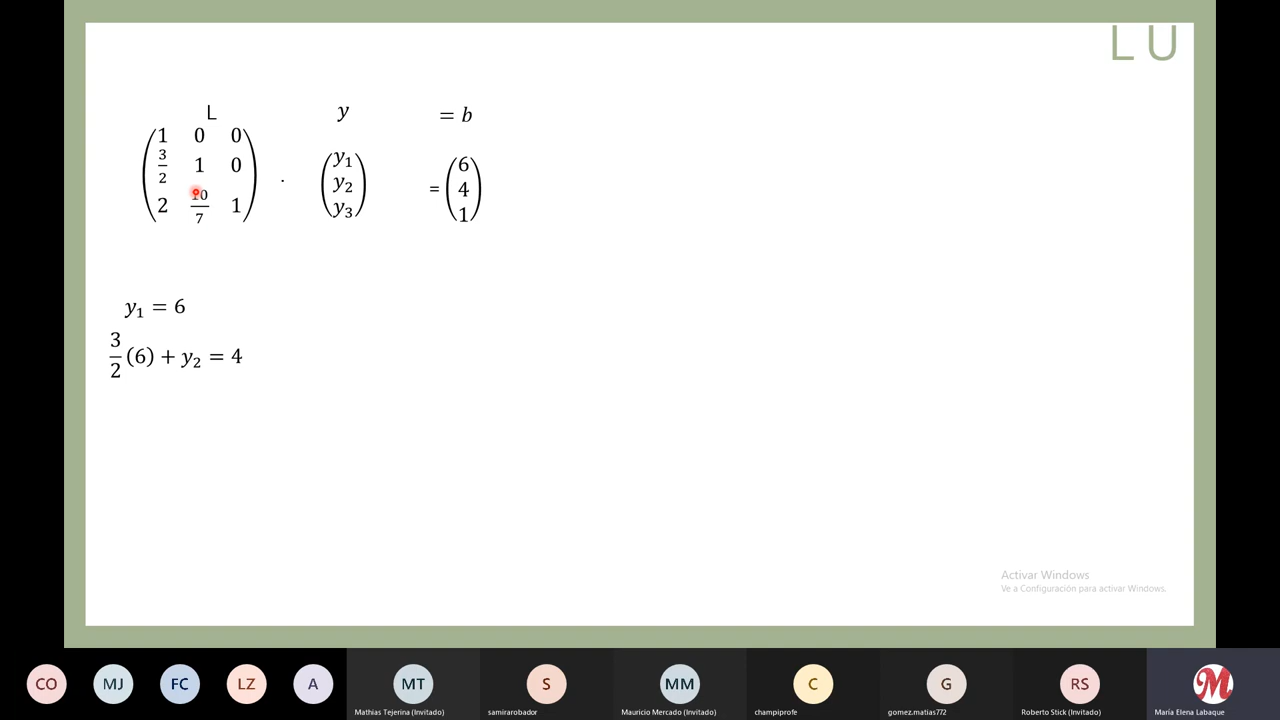 L U
L y = b
1 0 0
3/2 1 0
2 10/7 1
.
y₁
y₂
y₃
=
6
4
1
y₁ = 6
3/2 (6) + y₂ = 4
Activar Windows
Ve a Configuración para activar Windows.
CO MJ FC LZ A MT S MM C G RS M
Mathias Tejerina (Invitado) samirarobador Mauricio Mercado (Invitado) champiprofe gomez.matias772 Roberto Stick (Invitado) María Elena Labaque